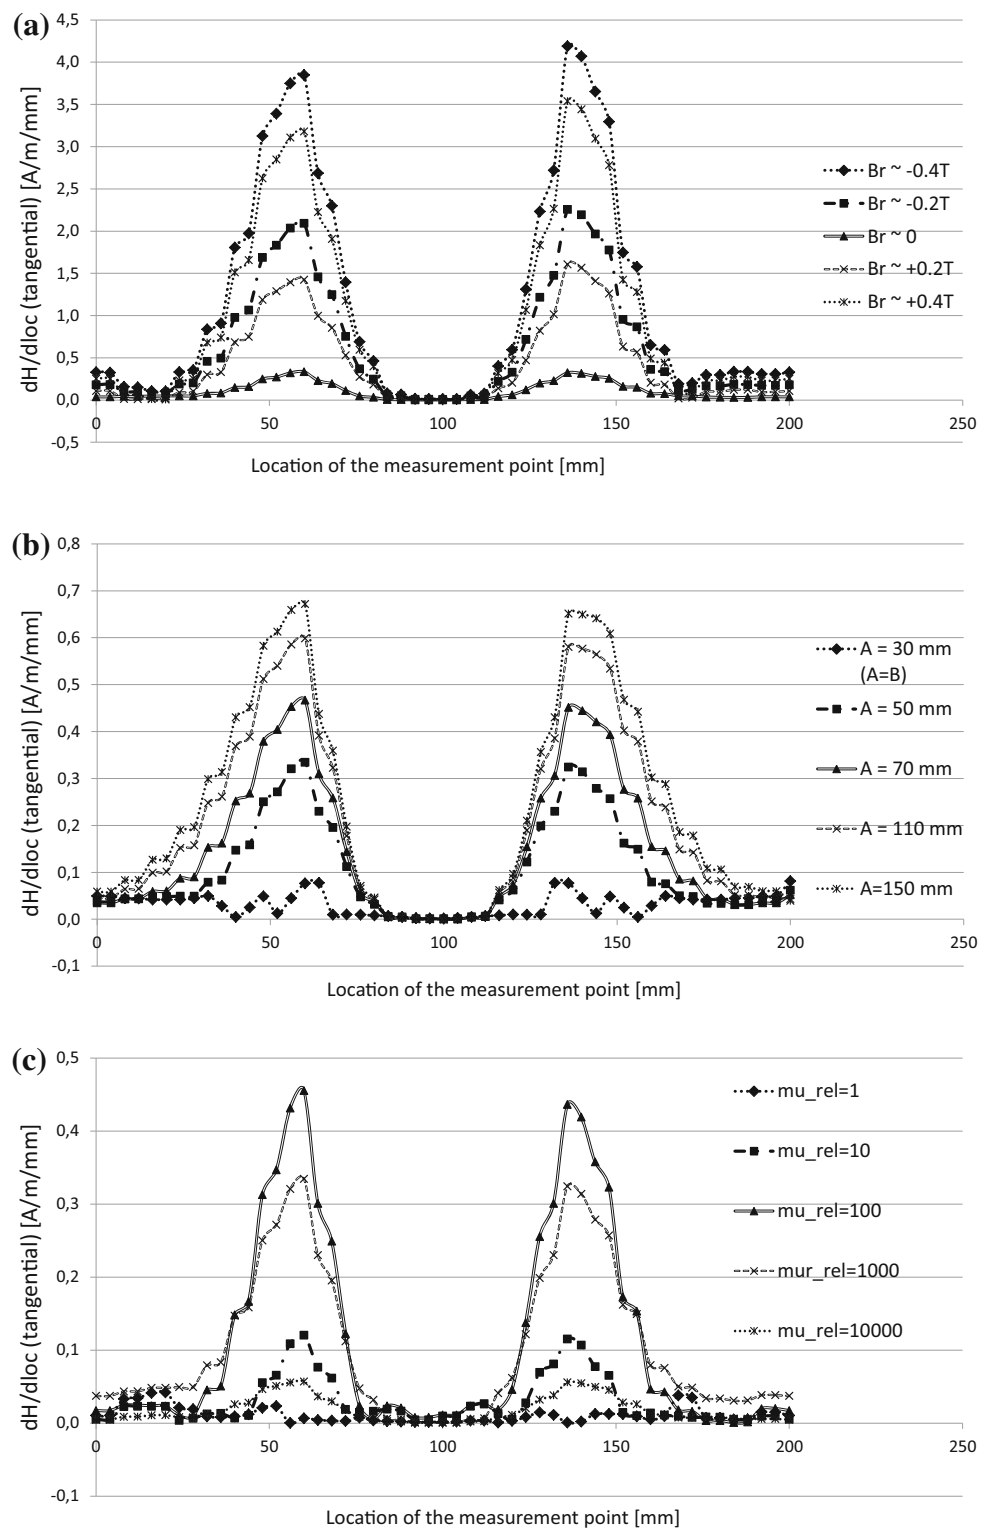 (a)
4,5
4,0
3,5
3,0
2,5
2,0
1,5
1,0
0,5
0,0
-0,5
dH/dloc (tangential) [A/m/mm]
0
50
100
150
200
250
Location of the measurement point [mm]
Br ~ -0.4T
Br ~ -0.2T
Br ~ 0
Br ~ +0.2T
Br ~ +0.4T
(b)
0,8
0,7
0,6
0,5
0,4
0,3
0,2
0,1
0,0
-0,1
dH/dloc (tangential) [A/m/mm]
0
50
100
150
200
250
Location of the measurement point [mm]
A = 30 mm
(A=B)
A = 50 mm
A = 70 mm
A = 110 mm
A=150 mm
(c)
0,5
0,4
0,3
0,2
0,1
0,0
-0,1
dH/dloc (tangential) [A/m/mm]
0
50
100
150
200
250
Location of the measurement point [mm]
mu_rel=1
mu_rel=10
mu_rel=100
mur_rel=1000
mu_rel=10000